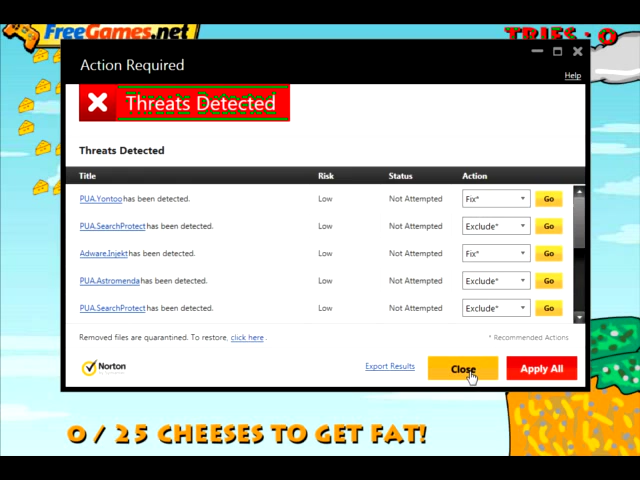 FreeGames.net
TRIES : 0
Action Required
Help
Threats Detected
Threats Detected
Title Risk Status Action
PUA.Yontoo has been detected. Low Not Attempted Fix* Go
PUA.SearchProtect has been detected. Low Not Attempted Exclude* Go
Adware.Injekt has been detected. Low Not Attempted Fix* Go
PUA.Astromenda has been detected. Low Not Attempted Exclude* Go
PUA.SearchProtect has been detected. Low Not Attempted Exclude* Go
Removed files are quarantined. To restore, click here . * Recommended Actions
Norton
Export Results Close Apply All
0 / 25 CHEESES TO GET FAT!